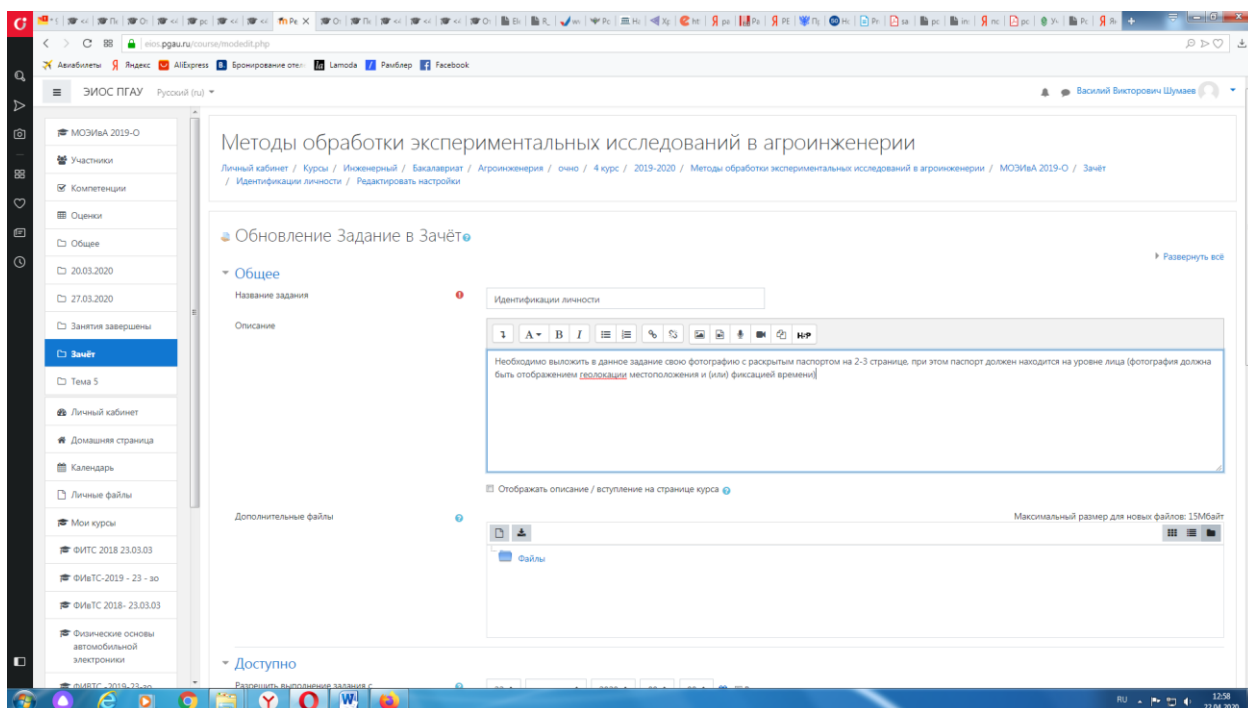 eios.pgau.ru/course/modedit.php
Авиабилеты Яндекс AliExpress Бронирование отел Lamoda Рамблер Facebook
ЭИОС ПГАУ Русский (ru)
Василий Викторович Шумаев
МОЭИвА 2019-О
Участники
Компетенции
Оценки
Общее
20.03.2020
27.03.2020
Занятия завершены
Зачёт
Тема 5
Личный кабинет
Домашняя страница
Календарь
Личные файлы
Мои курсы
ФИТС 2018 23.03.03
ФИвТС-2019 - 23 - зо
ФИвТС 2018- 23.03.03
Физические основы
автомобильной
электроники
Методы обработки экспериментальных исследований в агроинженерии
Личный кабинет / Курсы / Инженерный / Бакалавриат / Агроинженерия / очно / 4 курс / 2019-2020 / Методы обработки экспериментальных исследований в агроинженерии / МОЭИвА 2019-О / Зачёт
/ Идентификации личности / Редактировать настройки
Обновление Задание в Зачёт
Развернуть всё
Общее
Название задания
Идентификации личности
Описание
Необходимо выложить в данное задание свою фотографию с раскрытым паспортом на 2-3 странице, при этом паспорт должен находится на уровне лица (фотография должна
быть отображением геолокации местоположения и (или) фиксацией времени)
Отображать описание / вступление на странице курса
Дополнительные файлы
Максимальный размер для новых файлов: 15Мбайт
Файлы
Доступно
Разрешить выполнение задания с
RU
12:58
22.04.2020